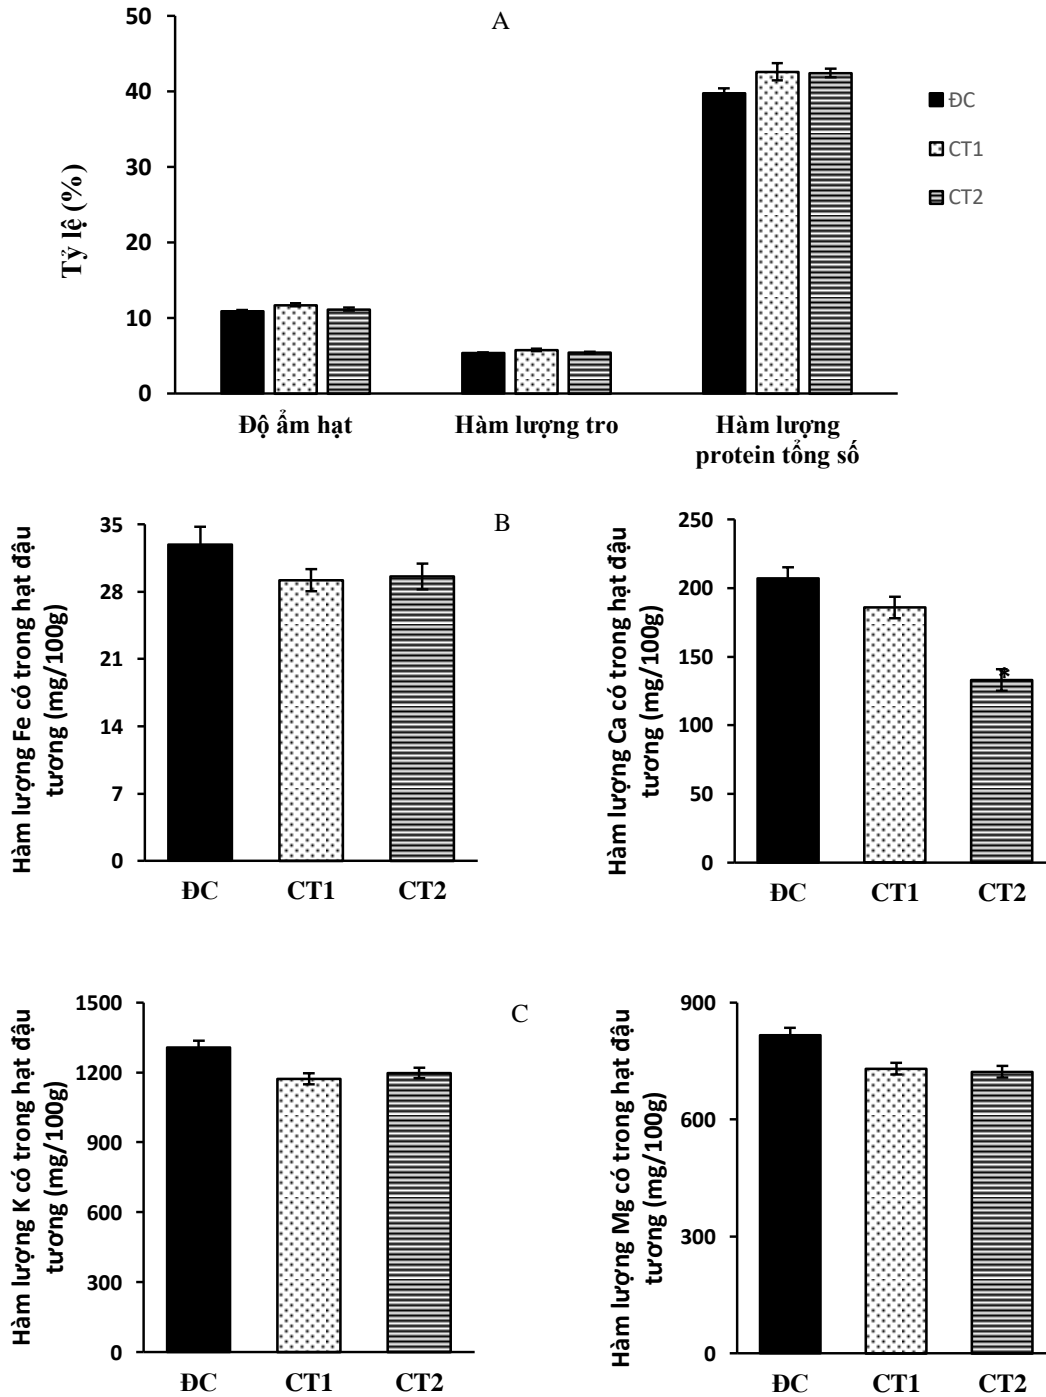 A
50
40
30
20
10
0
Tỷ lệ (%)
ĐC
CT1
CT2
Độ ẩm hạt
Hàm lượng tro
Hàm lượng
protein tổng số
B
Hàm lượng Fe có trong hạt đậu
tương (mg/100g)
35
28
21
14
7
0
ĐC
CT1
CT2
Hàm lượng Ca có trong hạt đậu
tương (mg/100g)
250
200
150
100
50
0
*
ĐC
CT1
CT2
C
Hàm lượng K có trong hạt đậu
tương (mg/100g)
1500
1200
900
600
300
0
ĐC
CT1
CT2
Hàm lượng Mg có trong hạt đậu
tương (mg/100g)
900
600
300
0
ĐC
CT1
CT2